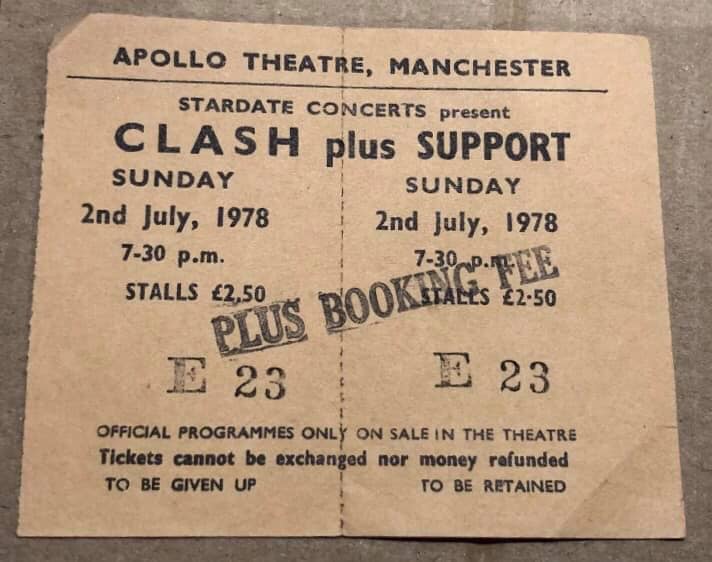 APOLLO THEATRE, MANCHESTER
STARDATE CONCERTS present
CLASH plus SUPPORT
SUNDAY SUNDAY
2nd July, 1978 2nd July, 1978
7-30 p.m. 7-30 p.m.
STALLS £2.50 STALLS £2·50
PLUS BOOKING FEE
E 23 E 23
OFFICIAL PROGRAMMES ONLY ON SALE IN THE THEATRE
Tickets cannot be exchanged nor money refunded
TO BE GIVEN UP TO BE RETAINED